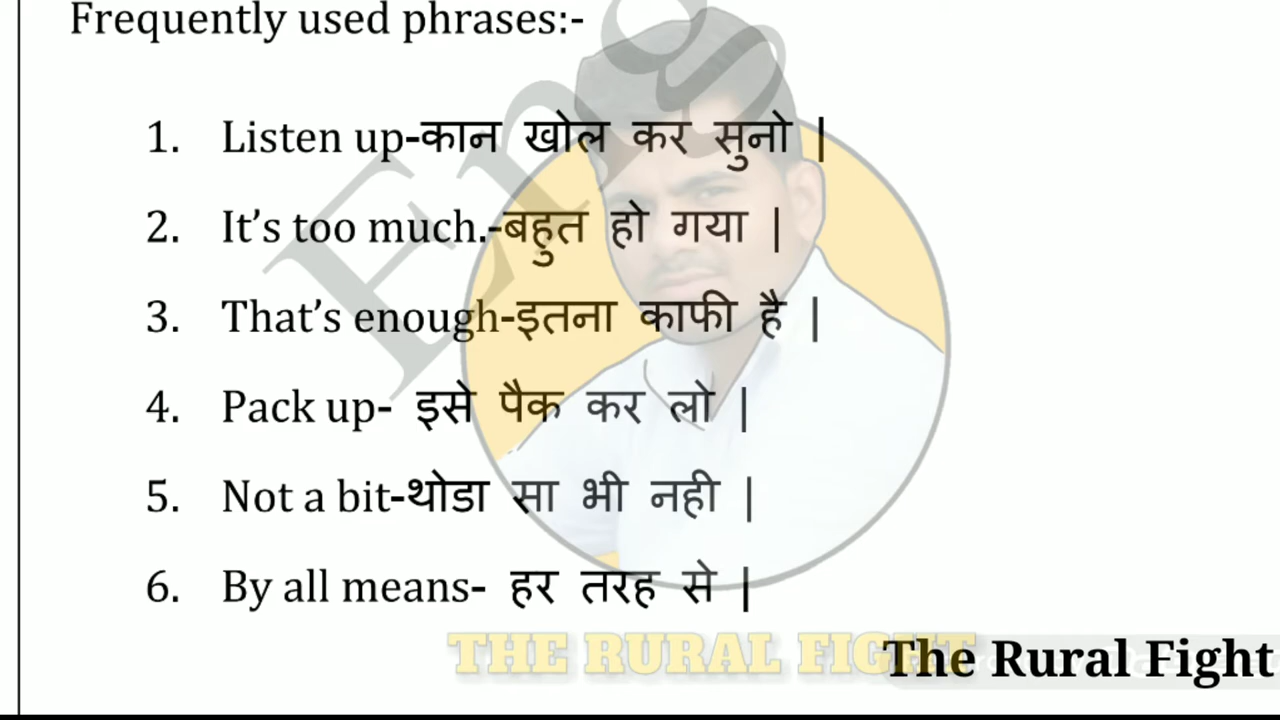 Frequently used phrases:-
1. Listen up-कान खोल कर सुनो |
2. It's too much.-बहुत हो गया |
3. That's enough-इतना काफी है |
4. Pack up- इसे पैक कर लो |
5. Not a bit-थोडा सा भी नही |
6. By all means- हर तरह से |
Eng
THE RURAL FIGHT
The Rural Fight